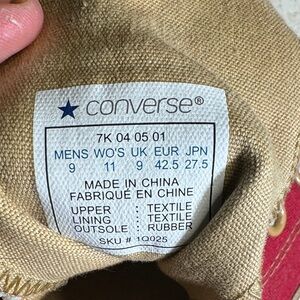 converse®
7K 04 05 01
MENS WO'S UK EUR JPN
9 11 9 42.5 27.5
MADE IN CHINA
FABRIQUÉ EN CHINE
UPPER : TEXTILE
LINING : TEXTILE
OUTSOLE : RUBBER
SKU # 1Q025